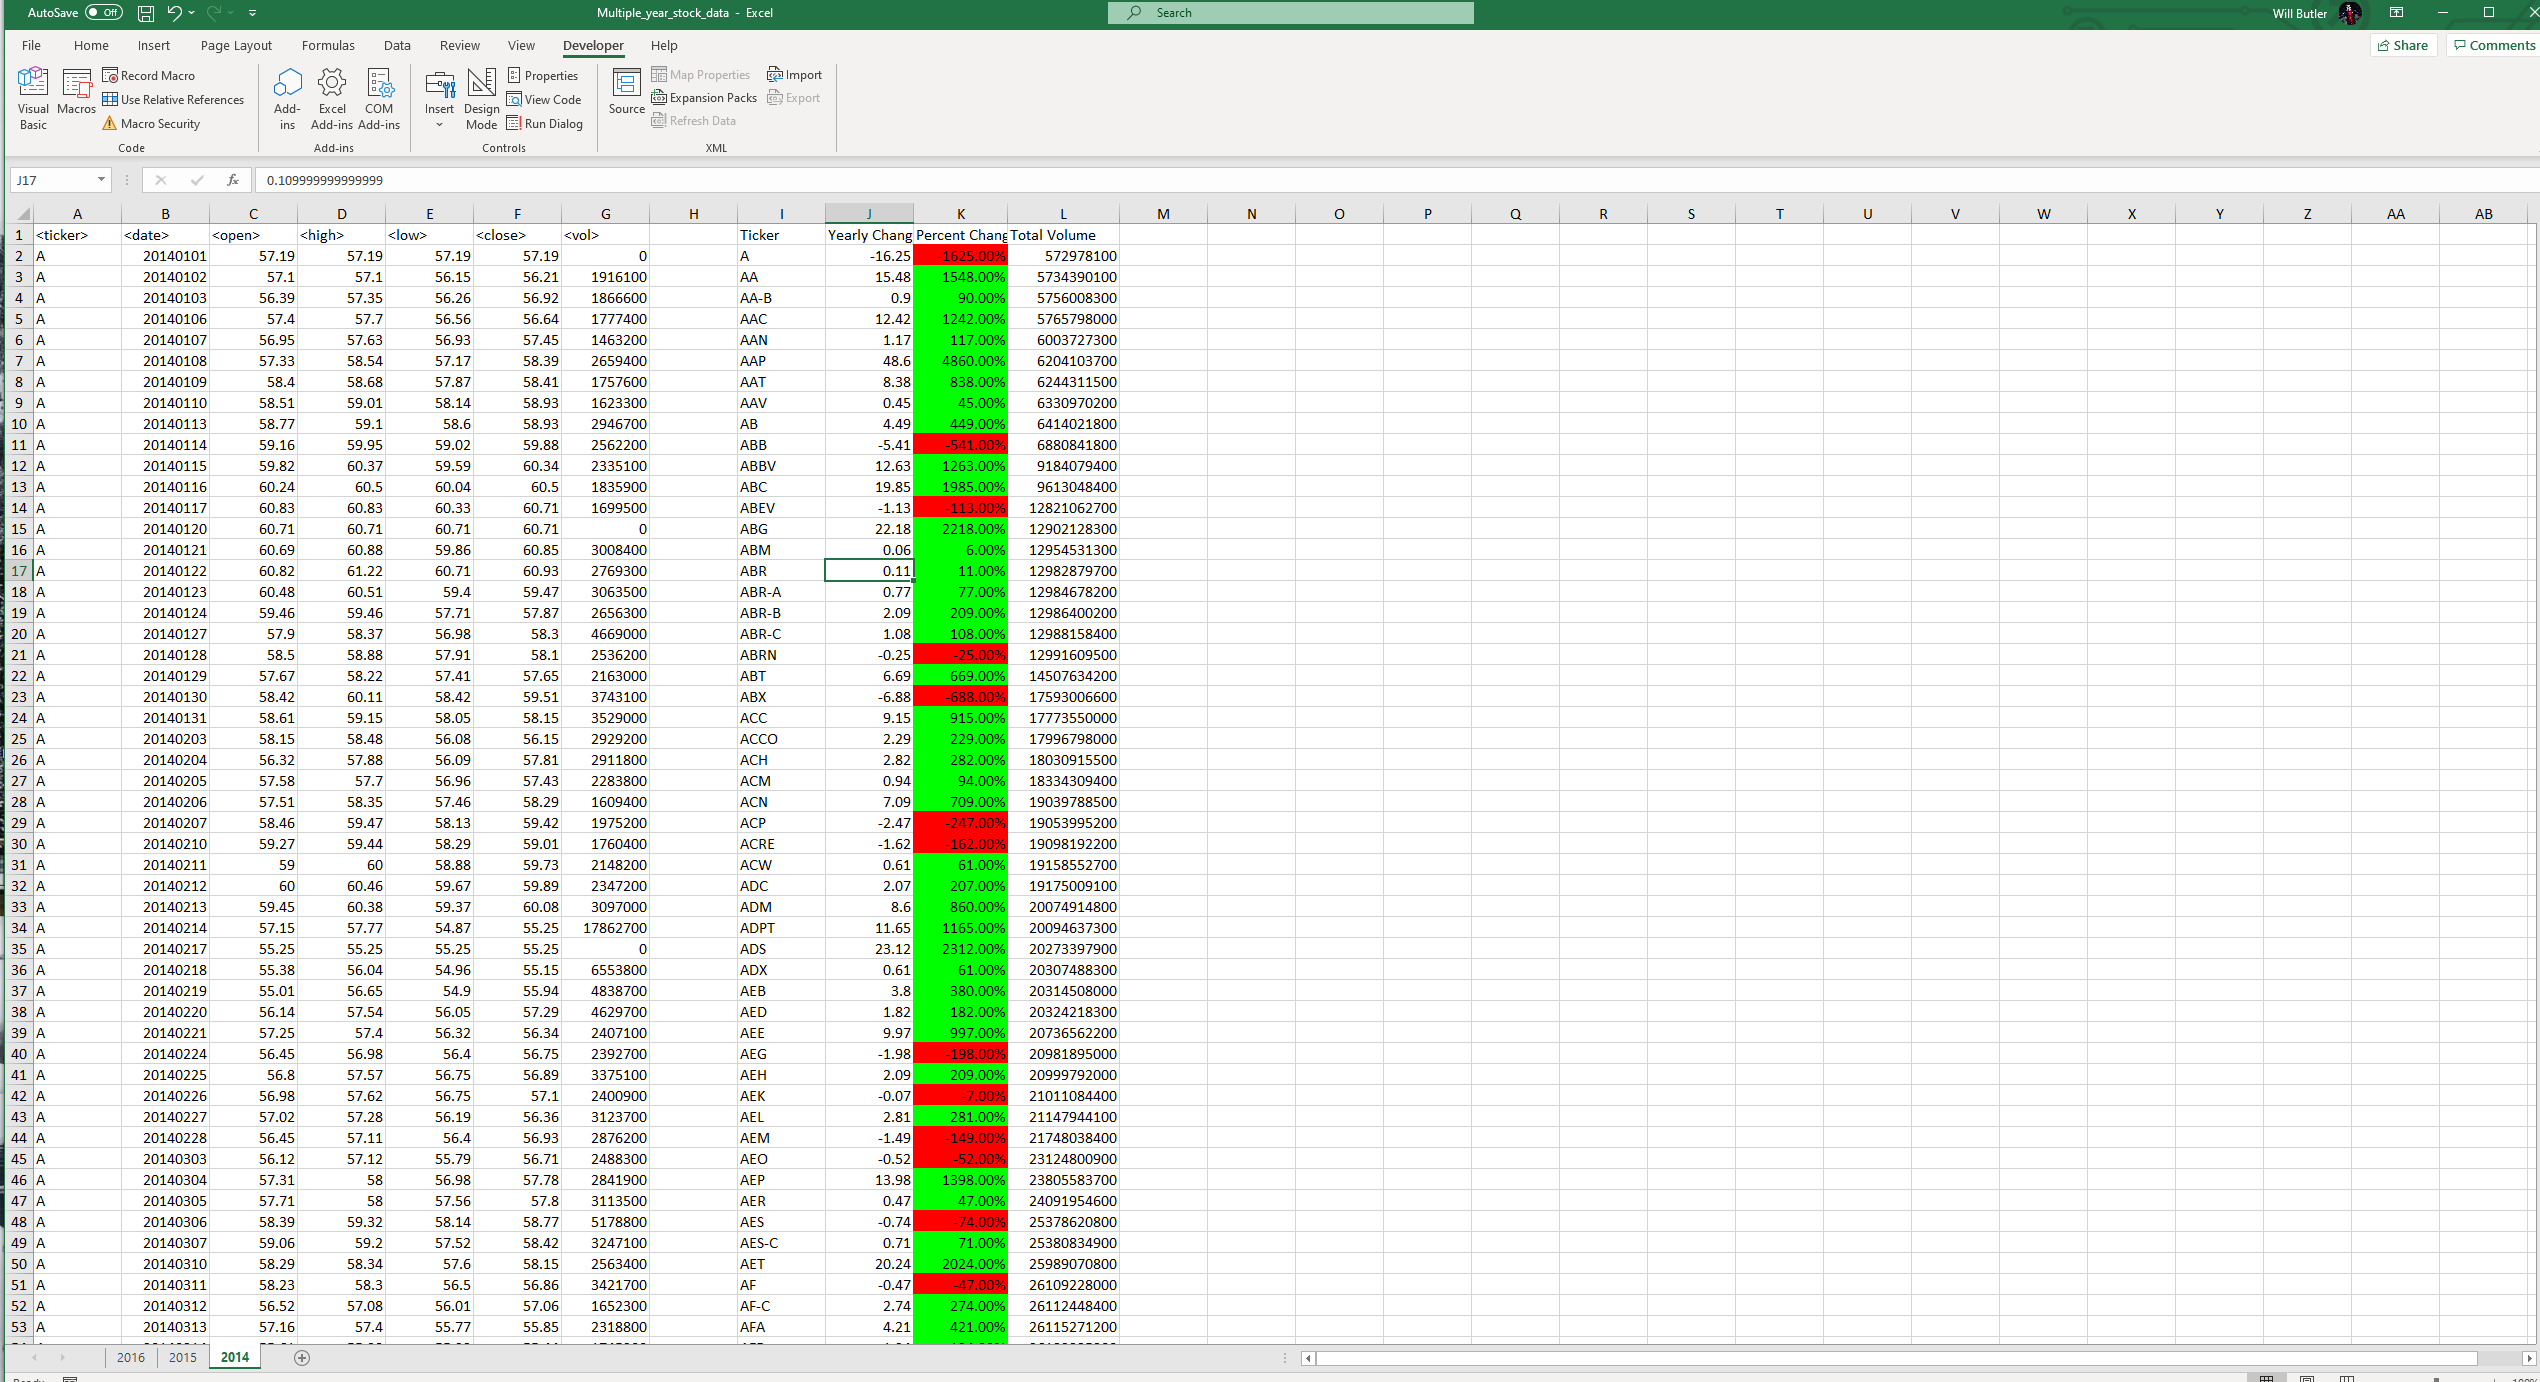 AutoSave Off Multiple_year_stock_data - Excel Search Will Butler
File Home Insert Page Layout Formulas Data Review View Developer Help Share Comments
Visual Basic Macros Record Macro Use Relative References Macro Security Code
Add-ins Excel Add-ins COM Add-ins Add-ins
Insert Design Mode Properties View Code Run Dialog Controls
Source Map Properties Expansion Packs Refresh Data Import Export XML
J17 fx 0.109999999999999
A B C D E F G H I J K L M N O P Q R S T U V W X Y Z AA AB
1 <ticker> <date> <open> <high> <low> <close> <vol> Ticker Yearly Chang Percent Chang Total Volume
2 A 20140101 57.19 57.19 57.19 57.19 0 A -16.25 -1625.00% 572978100
3 A 20140102 57.1 57.1 56.15 56.21 1916100 AA 15.48 1548.00% 5734390100
4 A 20140103 56.39 57.35 56.26 56.92 1866600 AA-B 0.9 90.00% 5756008300
5 A 20140106 57.4 57.7 56.56 56.64 1777400 AAC 12.42 1242.00% 5765798000
6 A 20140107 56.95 57.63 56.93 57.45 1463200 AAN 1.17 117.00% 6003727300
7 A 20140108 57.33 58.54 57.17 58.39 2659400 AAP 48.6 4860.00% 6204103700
8 A 20140109 58.4 58.68 57.87 58.41 1757600 AAT 8.38 838.00% 6244311500
9 A 20140110 58.51 59.01 58.14 58.93 1623300 AAV 0.45 45.00% 6330970200
10 A 20140113 58.77 59.1 58.6 58.93 2946700 AB 4.49 449.00% 6414021800
11 A 20140114 59.16 59.95 59.02 59.88 2562200 ABB -5.41 -541.00% 6880841800
12 A 20140115 59.82 60.37 59.59 60.34 2335100 ABBV 12.63 1263.00% 9184079400
13 A 20140116 60.24 60.5 60.04 60.5 1835900 ABC 19.85 1985.00% 9613048400
14 A 20140117 60.83 60.83 60.33 60.71 1699500 ABEV -1.13 -113.00% 12821062700
15 A 20140120 60.71 60.71 60.71 60.71 0 ABG 22.18 2218.00% 12902128300
16 A 20140121 60.69 60.88 59.86 60.85 3008400 ABM 0.06 6.00% 12954531300
17 A 20140122 60.82 61.22 60.71 60.93 2769300 ABR 0.11 11.00% 12982879700
18 A 20140123 60.48 60.51 59.4 59.47 3063500 ABR-A 0.77 77.00% 12984678200
19 A 20140124 59.46 59.46 57.71 57.87 2656300 ABR-B 2.09 209.00% 12986400200
20 A 20140127 57.9 58.37 56.98 58.3 4669000 ABR-C 1.08 108.00% 12988158400
21 A 20140128 58.5 58.88 57.91 58.1 2536200 ABRN -0.25 -25.00% 12991609500
22 A 20140129 57.67 58.22 57.41 57.65 2163000 ABT 6.69 669.00% 14507634200
23 A 20140130 58.42 60.11 58.42 59.51 3743100 ABX -6.88 -688.00% 17593006600
24 A 20140131 58.61 59.15 58.05 58.15 3529000 ACC 9.15 915.00% 17773550000
25 A 20140203 58.15 58.48 56.08 56.15 2929200 ACCO 2.29 229.00% 17996798000
26 A 20140204 56.32 57.88 56.09 57.81 2911800 ACH 2.82 282.00% 18030915500
27 A 20140205 57.58 57.7 56.96 57.43 2283800 ACM 0.94 94.00% 18334309400
28 A 20140206 57.51 58.35 57.46 58.29 1609400 ACN 7.09 709.00% 19039788500
29 A 20140207 58.46 59.47 58.13 59.42 1975200 ACP -2.47 -247.00% 19053995200
30 A 20140210 59.27 59.44 58.29 59.01 1760400 ACRE -1.62 -162.00% 19098192200
31 A 20140211 59 60 58.88 59.73 2148200 ACW 0.61 61.00% 19158552700
32 A 20140212 60 60.46 59.67 59.89 2347200 ADC 2.07 207.00% 19175009100
33 A 20140213 59.45 60.38 59.37 60.08 3097000 ADM 8.6 860.00% 20074914800
34 A 20140214 57.15 57.77 54.87 55.25 17862700 ADPT 11.65 1165.00% 20094637300
35 A 20140217 55.25 55.25 55.25 55.25 0 ADS 23.12 2312.00% 20273397900
36 A 20140218 55.38 56.04 54.96 55.15 6553800 ADX 0.61 61.00% 20307488300
37 A 20140219 55.01 56.65 54.9 55.94 4838700 AEB 3.8 380.00% 20314508000
38 A 20140220 56.14 57.54 56.05 57.29 4629700 AED 1.82 182.00% 20324218300
39 A 20140221 57.25 57.4 56.32 56.34 2407100 AEE 9.97 997.00% 20736562200
40 A 20140224 56.45 56.98 56.4 56.75 2392700 AEG -1.98 -198.00% 20981895000
41 A 20140225 56.8 57.57 56.75 56.89 3375100 AEH 2.09 209.00% 20999792000
42 A 20140226 56.98 57.62 56.75 57.1 2400900 AEK -0.07 -7.00% 21011084400
43 A 20140227 57.02 57.28 56.19 56.36 3123700 AEL 2.81 281.00% 21147944100
44 A 20140228 56.45 57.11 56.4 56.93 2876200 AEM -1.49 -149.00% 21748038400
45 A 20140303 56.12 57.12 55.79 56.71 2488300 AEO -0.52 -52.00% 23124800900
46 A 20140304 57.31 58 56.98 57.78 2841900 AEP 13.98 1398.00% 23805583700
47 A 20140305 57.71 58 57.56 57.8 3113500 AER 0.47 47.00% 24091954600
48 A 20140306 58.39 59.32 58.14 58.77 5178800 AES -0.74 -74.00% 25378620800
49 A 20140307 59.06 59.2 57.52 58.42 3247100 AES-C 0.71 71.00% 25380834900
50 A 20140310 58.29 58.34 57.6 58.15 2563400 AET 20.24 2024.00% 25989070800
51 A 20140311 58.23 58.3 56.5 56.86 3421700 AF -0.47 -47.00% 26109228000
52 A 20140312 56.52 57.08 56.01 57.06 1652300 AF-C 2.74 274.00% 26112448400
53 A 20140313 57.16 57.4 55.77 55.85 2318800 AFA 4.21 421.00% 26115271200
2016 2015 2014